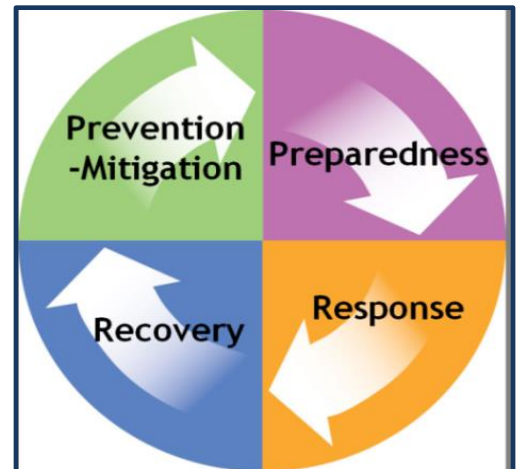 Prevention
-Mitigation
Preparedness
Response
Recovery